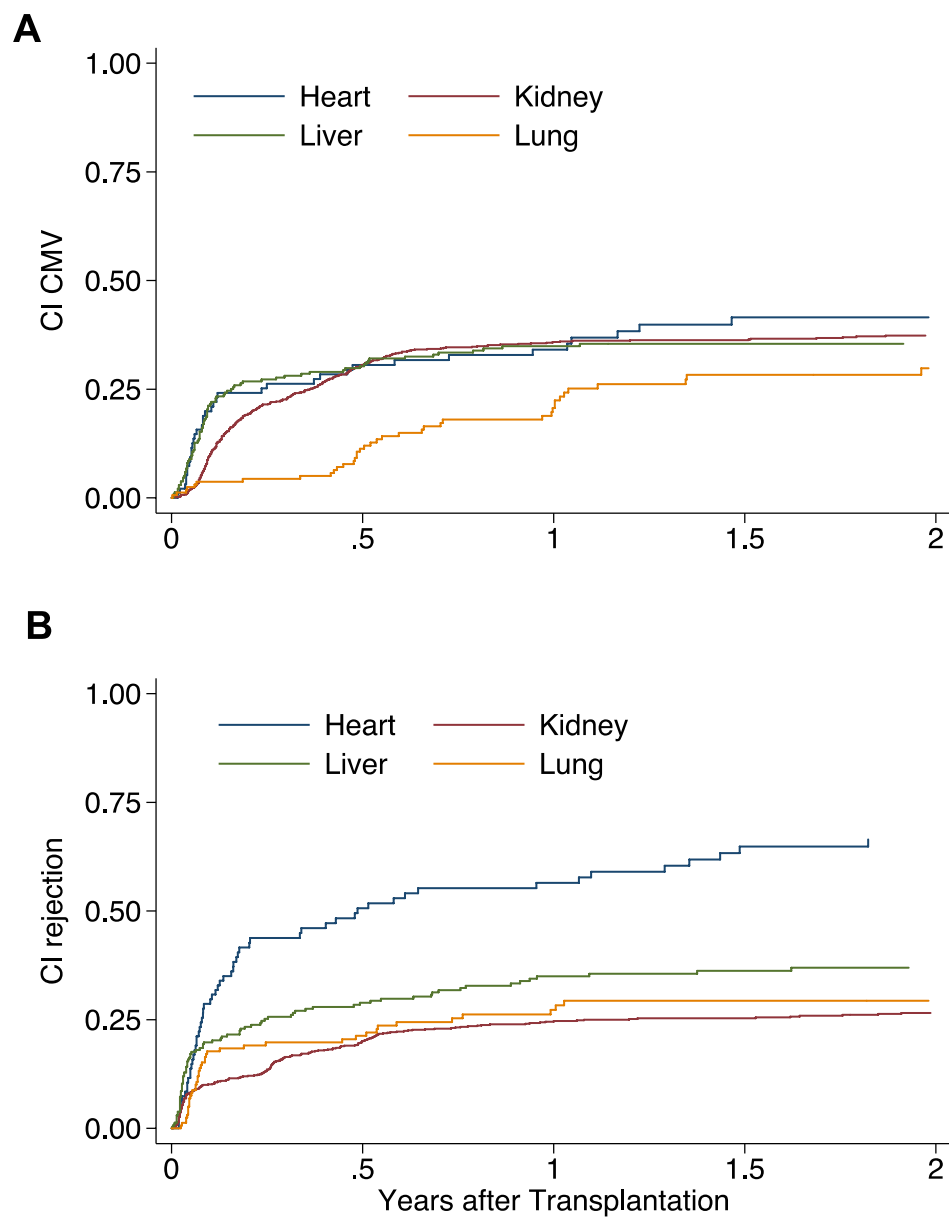 A
1.00
Heart Kidney
Liver Lung
0.75
CI CMV
0.50
0.25
0.00
0 .5 1 1.5 2
B
1.00
Heart Kidney
Liver Lung
0.75
CI rejection
0.50
0.25
0.00
0 .5 1 1.5 2
Years after Transplantation